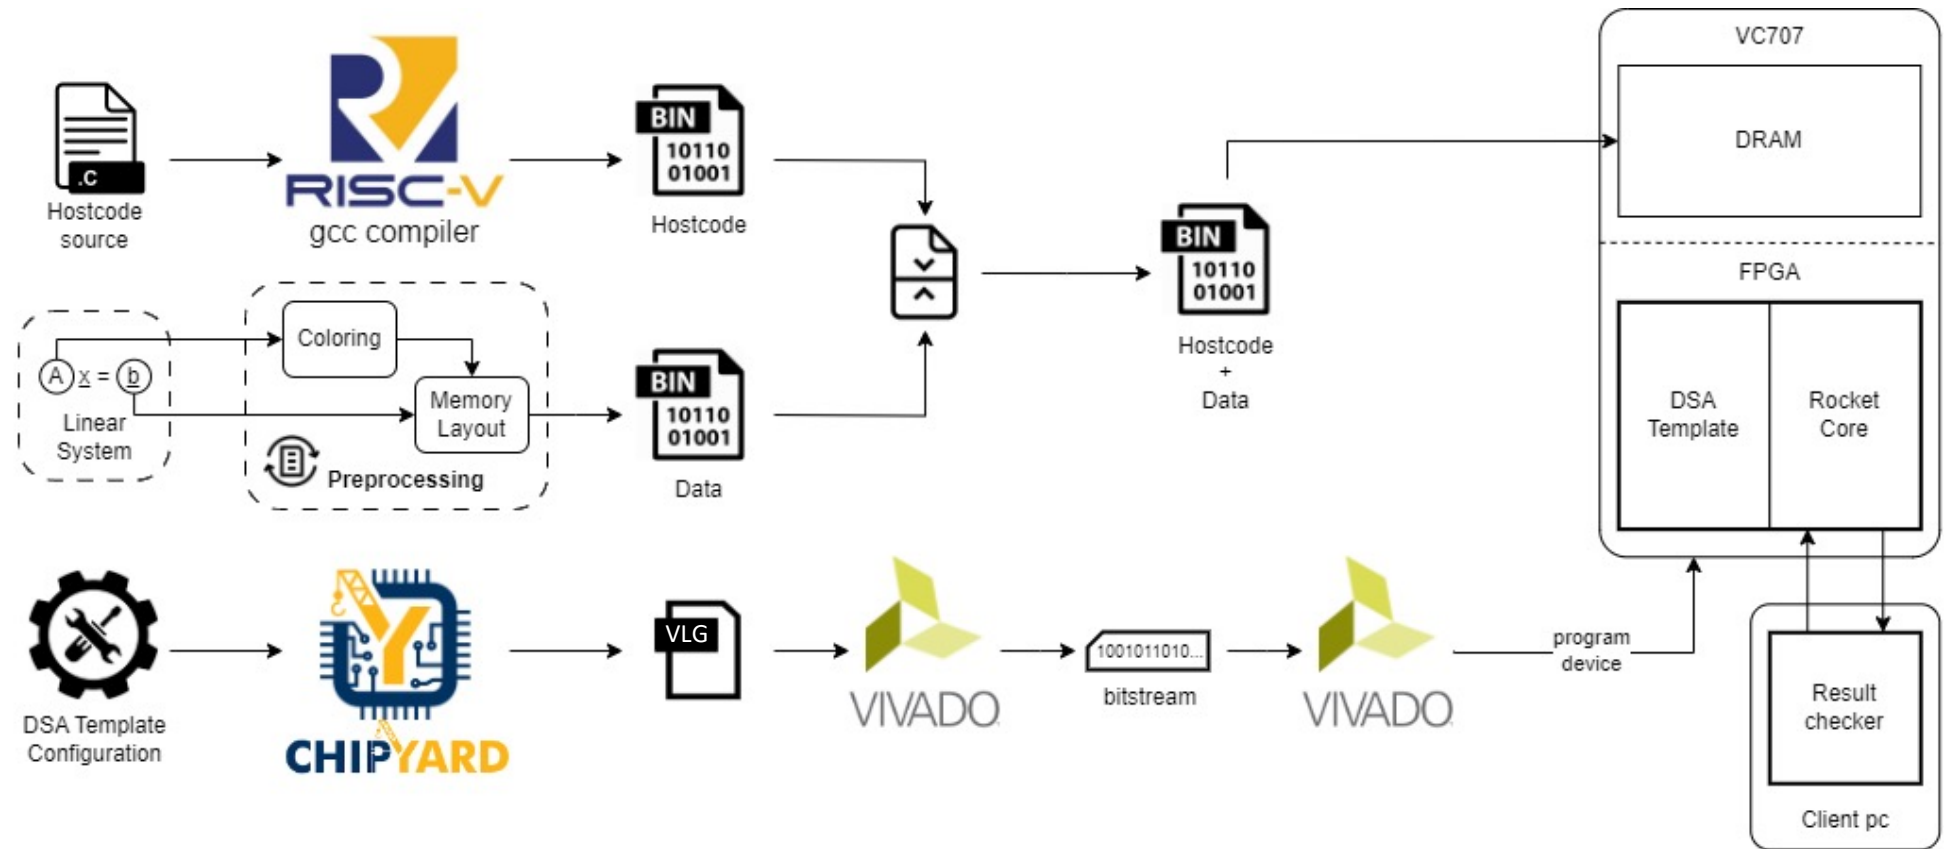 VC707
DRAM
BIN
10110
01001
.C
RISC-V
gcc compiler
Hostcode
source
Hostcode
BIN
10110
01001
Hostcode
+
Data
FPGA
DSA
Template
Rocket
Core
A x = b
Linear
System
Coloring
Memory
Layout
Preprocessing
BIN
10110
01001
Data
DSA Template
Configuration
CHIPYARD
VLG
VIVADO
1001011010...
bitstream
VIVADO
program
device
Result
checker
Client pc